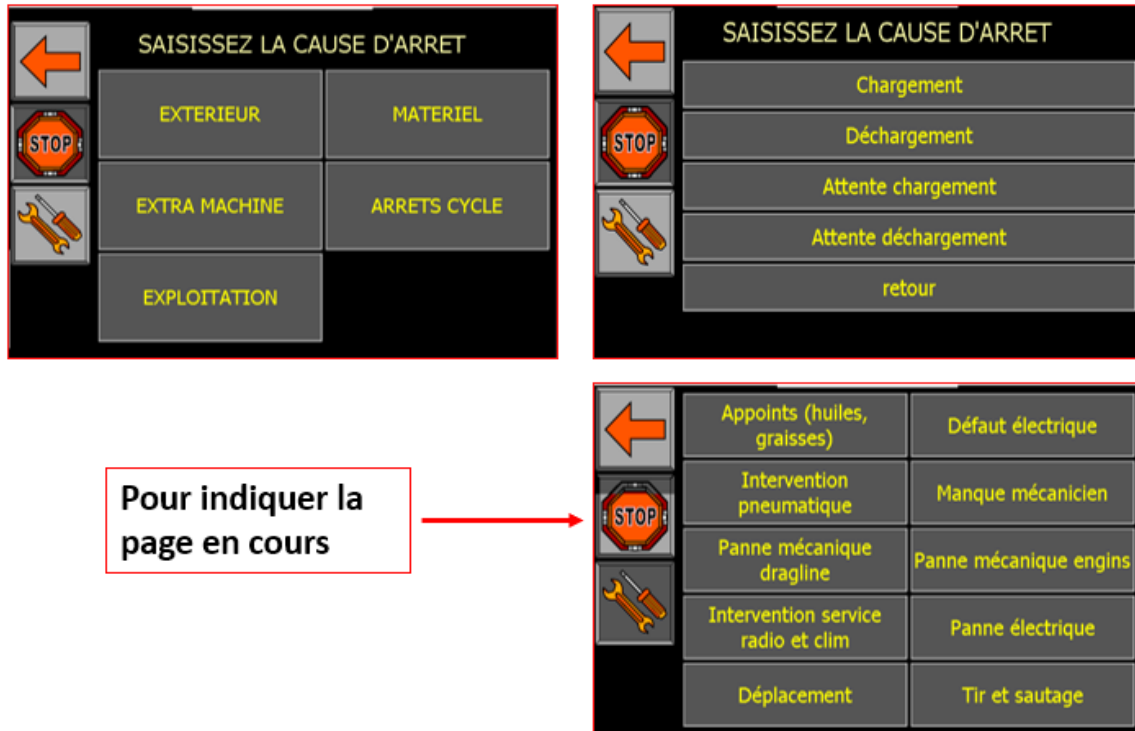 SAISISSEZ LA CAUSE D'ARRET
STOP
EXTERIEUR
MATERIEL
EXTRA MACHINE
ARRETS CYCLE
EXPLOITATION
SAISISSEZ LA CAUSE D'ARRET
STOP
Chargement
Déchargement
Attente chargement
Attente déchargement
retour
Pour indiquer la
page en cours
STOP
Appoints (huiles,
graisses)
Défaut électrique
Intervention
pneumatique
Manque mécanicien
Panne mécanique
dragline
Panne mécanique engins
Intervention service
radio et clim
Panne électrique
Déplacement
Tir et sautage